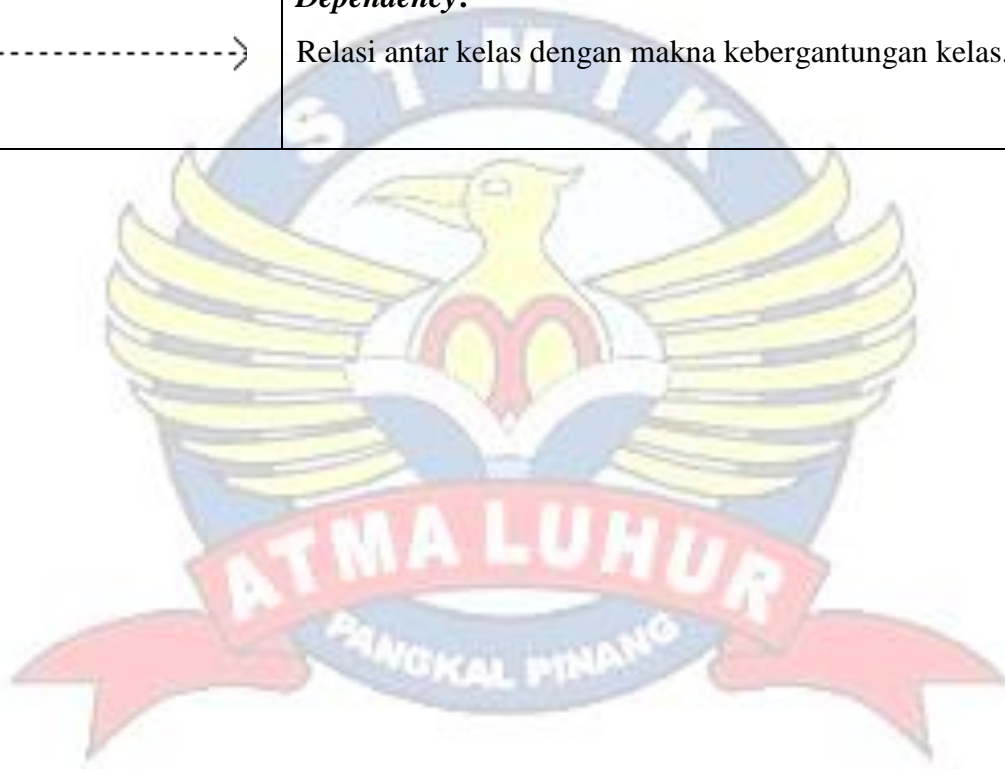 Dependency.
Relasi antar kelas dengan makna kebergantungan kelas.
STMIK
ATMA LUHUR
PANGKAL PINANG